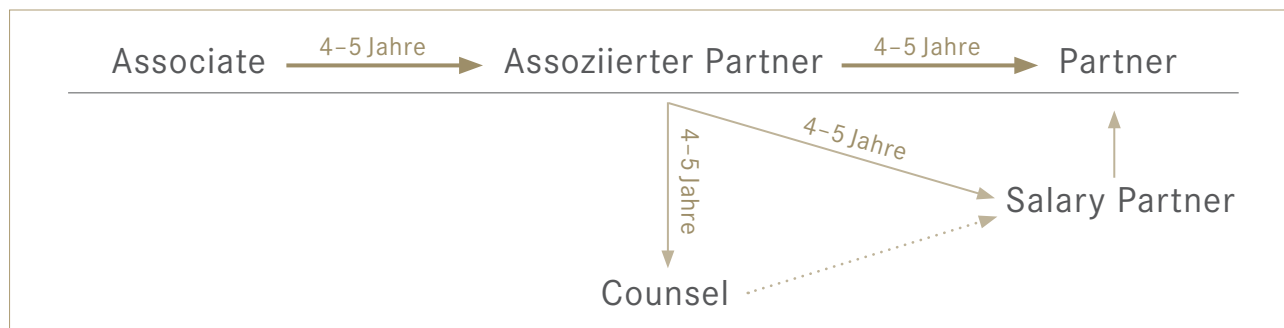 Associate
4–5 Jahre
Assoziierter Partner
4–5 Jahre
Partner
4–5 Jahre
4–5 Jahre
Salary Partner
Counsel